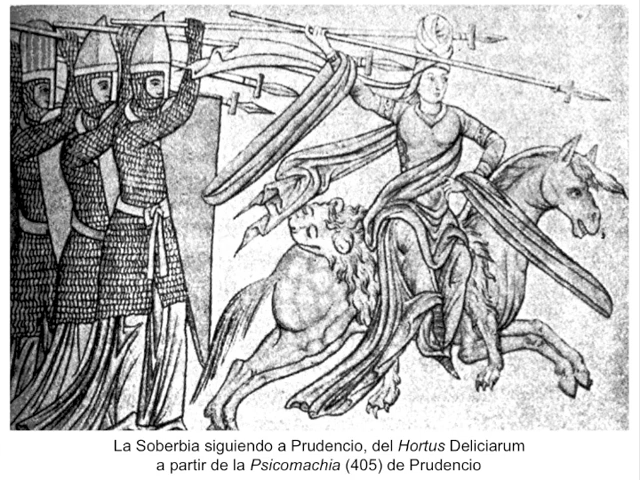 La Soberbia siguiendo a Prudencio, del Hortus Deliciarum
a partir de la Psicomachia (405) de Prudencio